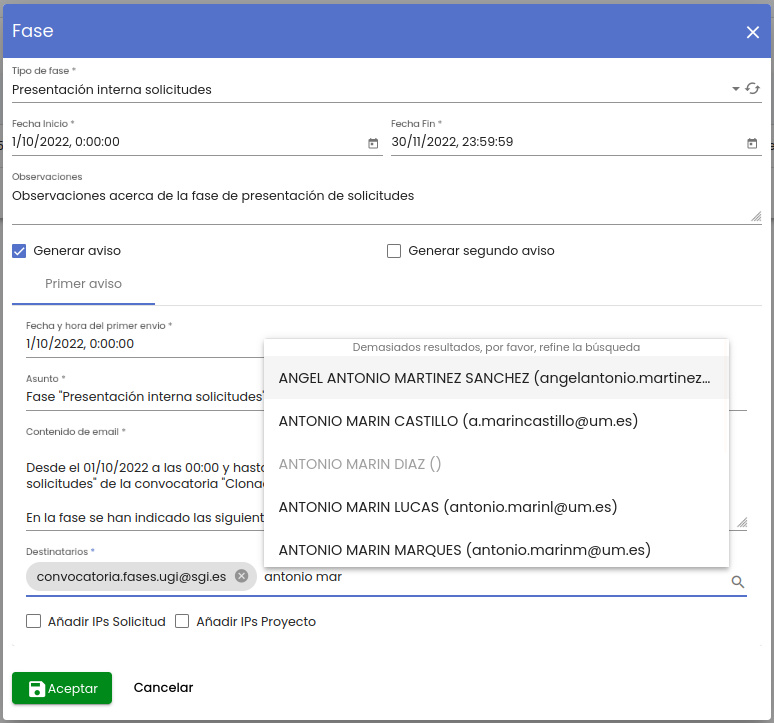 Fase
Tipo de fase *
Presentación interna solicitudes
Fecha Inicio *
1/10/2022, 0:00:00
Fecha Fin *
30/11/2022, 23:59:59
Observaciones
Observaciones acerca de la fase de presentación de solicitudes
Generar aviso
Generar segundo aviso
Primer aviso
Fecha y hora del primer envio *
1/10/2022, 0:00:00
Demasiados resultados, por favor, refine la búsqueda
ANGEL ANTONIO MARTINEZ SANCHEZ (angelantonio.martinez...
ANTONIO MARIN CASTILLO (a.marincastillo@um.es)
ANTONIO MARIN DIAZ ()
ANTONIO MARIN LUCAS (antonio.marinl@um.es)
ANTONIO MARIN MARQUES (antonio.marinm@um.es)
Asunto *
Fase "Presentación interna solicitudes"
Contenido de email *
Desde el 01/10/2022 a las 00:00 y hasta
solicitudes" de la convocatoria "Clonac
En la fase se han indicado las siguient
Destinatarios *
convocatoria.fases.ugi@sgi.es
antonio mar
Añadir IPs Solicitud
Añadir IPs Proyecto
Aceptar
Cancelar